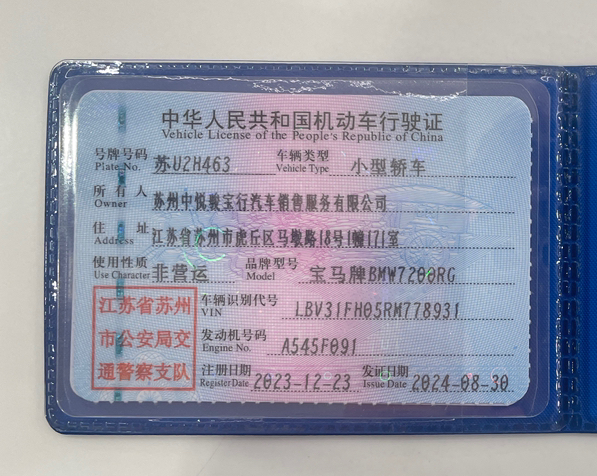 中华人民共和国机动车行驶证
Vehicle License of the People's Republic of China
号牌号码 苏U2H463 车辆类型 小型轿车
Plate No. Vehicle Type
所有人 苏州中悦骏宝行汽车销售服务有限公司
Owner
住址 江苏省苏州市虎丘区马墩路18号1幢171室
Address
使用性质 非营运 品牌型号 宝马牌BMW7200RG
Use Character Model
江苏省苏州 车辆识别代号 LBV31FH05RM778931
VIN
市公安局交 发动机号码 A545F091
Engine No.
通警察支队 注册日期 2023-12-23 发证日期 2024-08-30
Register Date Issue Date